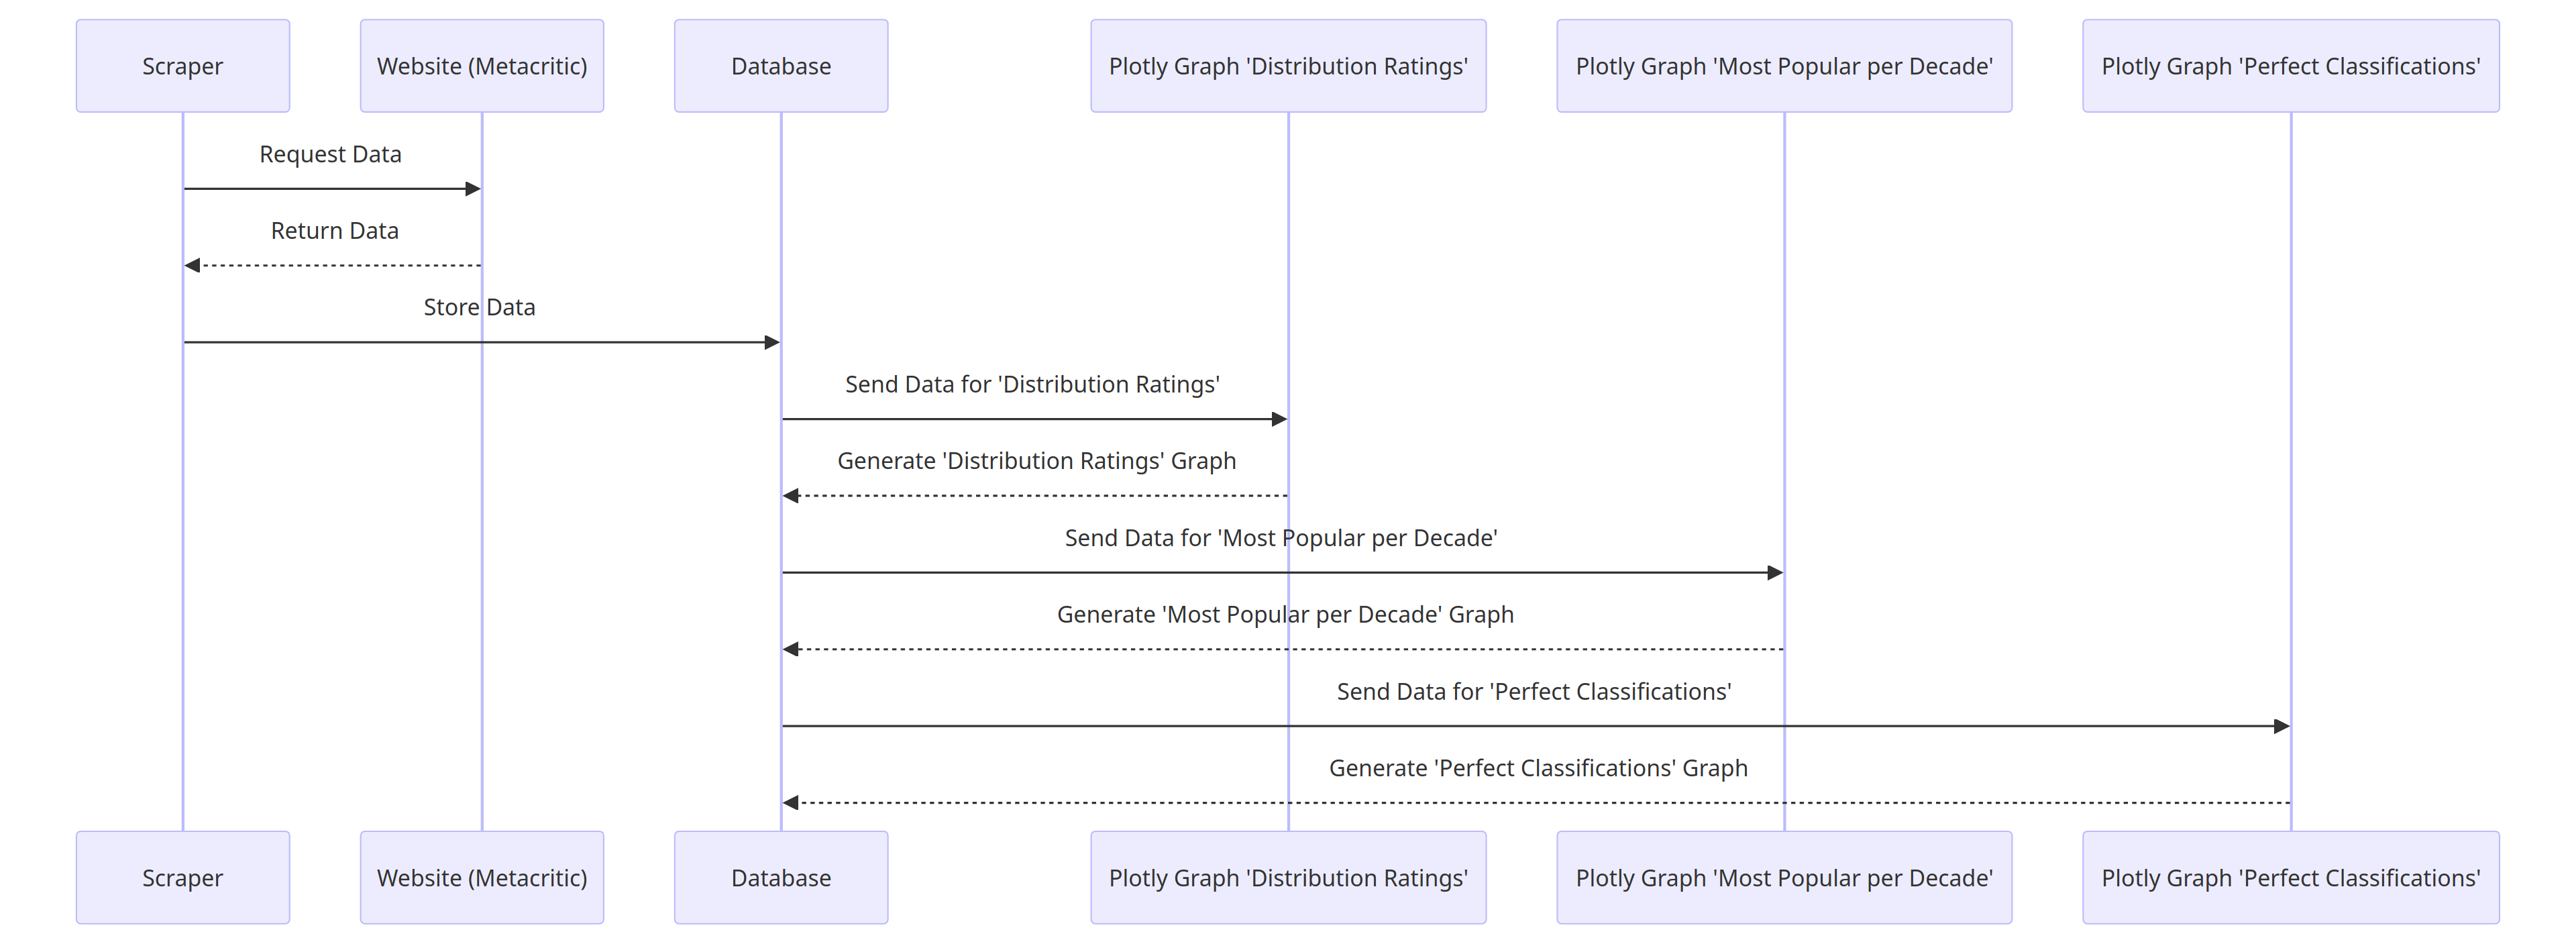 Scraper
Website (Metacritic)
Database
Plotly Graph 'Distribution Ratings'
Plotly Graph 'Most Popular per Decade'
Plotly Graph 'Perfect Classifications'
Request Data
Return Data
Store Data
Send Data for 'Distribution Ratings'
Generate 'Distribution Ratings' Graph
Send Data for 'Most Popular per Decade'
Generate 'Most Popular per Decade' Graph
Send Data for 'Perfect Classifications'
Generate 'Perfect Classifications' Graph
Scraper
Website (Metacritic)
Database
Plotly Graph 'Distribution Ratings'
Plotly Graph 'Most Popular per Decade'
Plotly Graph 'Perfect Classifications'